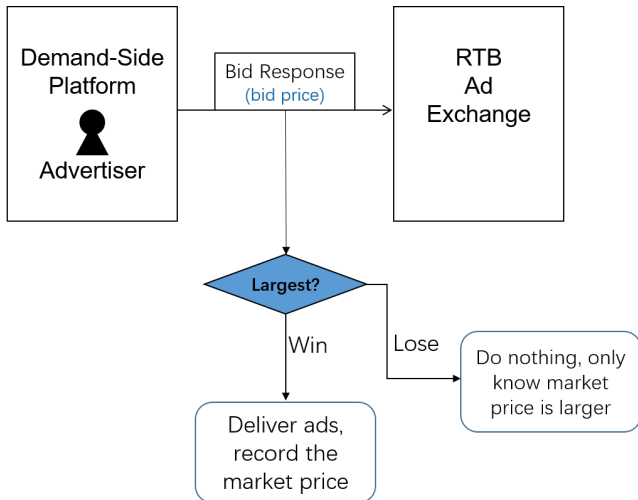 Demand-Side
Platform
Advertiser
Bid Response
(bid price)
RTB
Ad
Exchange
Largest?
Win
Lose
Deliver ads,
record the
market price
Do nothing, only
know market
price is larger